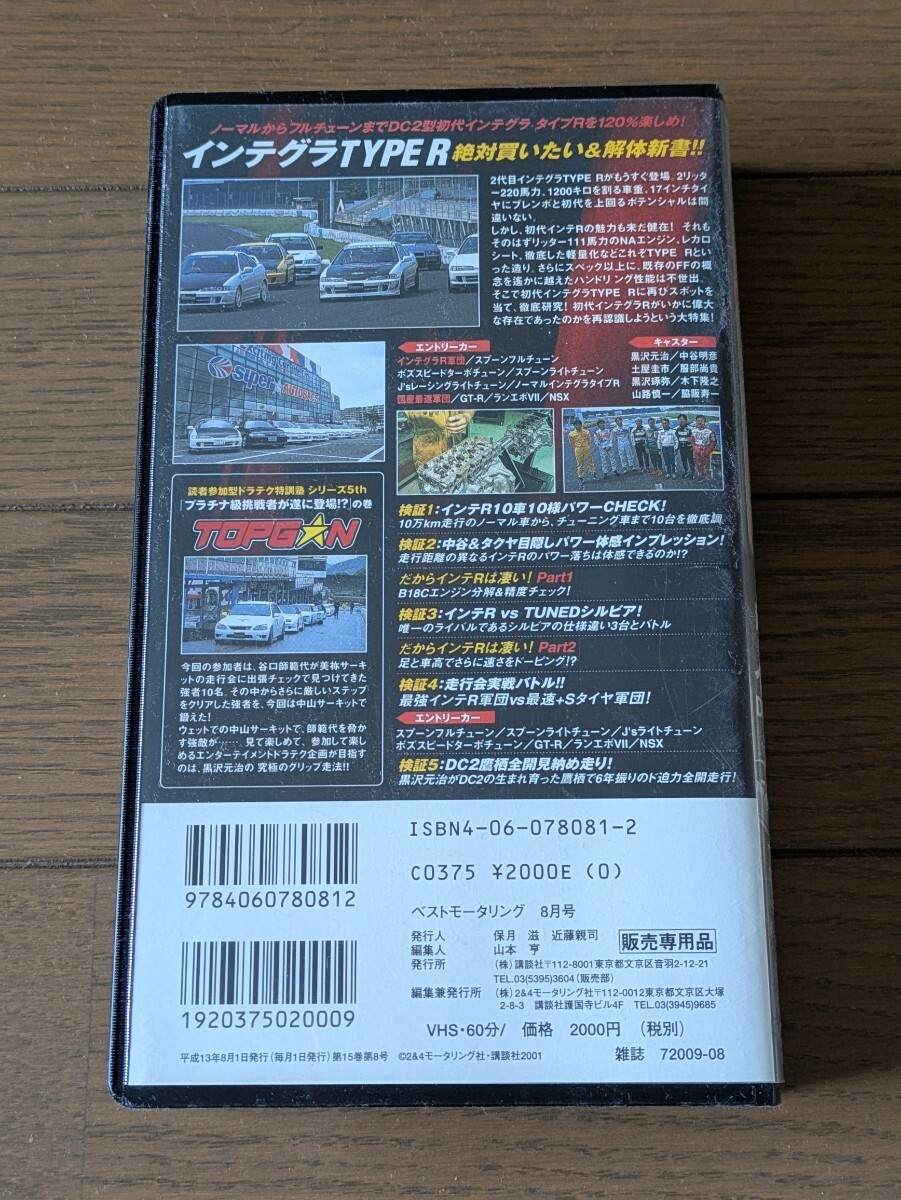 ノーマルからフルチューンまでDC2型初代インテグラ タイプRを120%楽しめ!
インテグラTYPE R 絶対買いたい&解体新書!!
2代目インテグラTYPE Rがもうすぐ登場。2リッタ
ー220馬力、1200キロを割る車重、17インチタイ
ヤにブレンボと初代を上回るポテンシャルは間
違いない。
しかし、初代インテRの魅力も未だ健在! それも
そのはずリッター111馬力のNAエンジン、レカロ
シート、徹底した軽量化などこれぞTYPE Rとい
った造り。さらにスペック以上に、既存のFFの概
念を遙かに越えたハンドリング性能は不世出。
そこで初代インテグラTYPE Rに再びスポットを
当て、徹底研究! 初代インテグラRがいかに偉大
な存在であったのかを再認識しようという大特集!
エントリーカー
インテグラR軍団/スプーンフルチューン
ボズスピードターボチューン/スプーンライトチューン
J'sレーシングライトチューン/ノーマルインテグラタイプR
国産最速軍団/GT-R/ランエボVII/NSX
キャスター
黒沢元治/中谷明彦
土屋圭市/服部尚貴
黒沢琢弥/木下隆之
山路慎一/脇阪寿一
SUPER AUTOBACS
読者参加型ドラテク特訓塾 シリーズ5th
「プラチナ級挑戦者が遂に登場!?」の巻
TOPG★N
今回の参加者は、谷口師範代が美祢サーキ
ットの走行会に出張チェックで見つけてきた
強者10名。その中からさらに厳しいステップ
をクリアした強者を、今回は中山サーキットで
鍛えた!
ウェットでの中山サーキットで、師範代を脅か
す強敵が…… 見て楽しめて、参加して楽し
めるエンターテイメントドラテク企画が目指す
のは、黒沢元治の 究極のグリップ走法!!
検証1:インテR10車10様パワーCHECK!
10万km走行のノーマル車から、チューニング車まで10台を徹底調
検証2:中谷&タクヤ目隠しパワー体感インプレッション!
走行距離の異なるインテRのパワー落ちは体感できるのか!?
だからインテRは凄い! Part1
B18Cエンジン分解&精度チェック!
検証3:インテR vs TUNEDシルビア!
唯一のライバルであるシルビアの仕様違い3台とバトル
だからインテRは凄い! Part2
足と車高でさらに速さをドーピング!?
検証4:走行会実戦バトル!!
最強インテR軍団vs最速+Sタイヤ軍団!
エントリーカー
スプーンフルチューン/スプーンライトチューン/J'sライトチューン
ボズスピードターボチューン/GT-R/ランエボVII/NSX
検証5:DC2鷹栖全開見納め走り!
黒沢元治がDC2の生まれ育った鷹栖で6年振りのド迫力全開走行!
9784060780812
1920375020009
ISBN4-06-078081-2
C0375 ¥2000E (0)
ベストモータリング 8月号
発行人 保月 滋 近藤親司
編集人 山本 亨
販売専用品
発行所 (株)講談社〒112-8001東京都文京区音羽2-12-21
TEL.03(5395)3604(販売部)
編集兼発行所 (株)2&4モータリング社〒112-0012東京都文京区大塚
2-8-3 講談社護国寺ビル4F TEL.03(3945)9685
VHS・60分/ 価格 2000円 (税別)
平成13年8月1日発行(毎月1日発行)第15巻第8号 ©2&4モータリング社・講談社2001
雑誌 72009-08